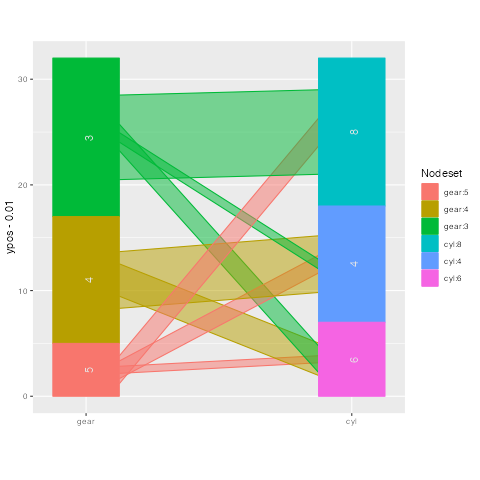 30
20
10
0
ypos - 0.01
3
4
5
8
4
6
gear
cyl
Nodeset
gear:5
gear:4
gear:3
cyl:8
cyl:4
cyl:6